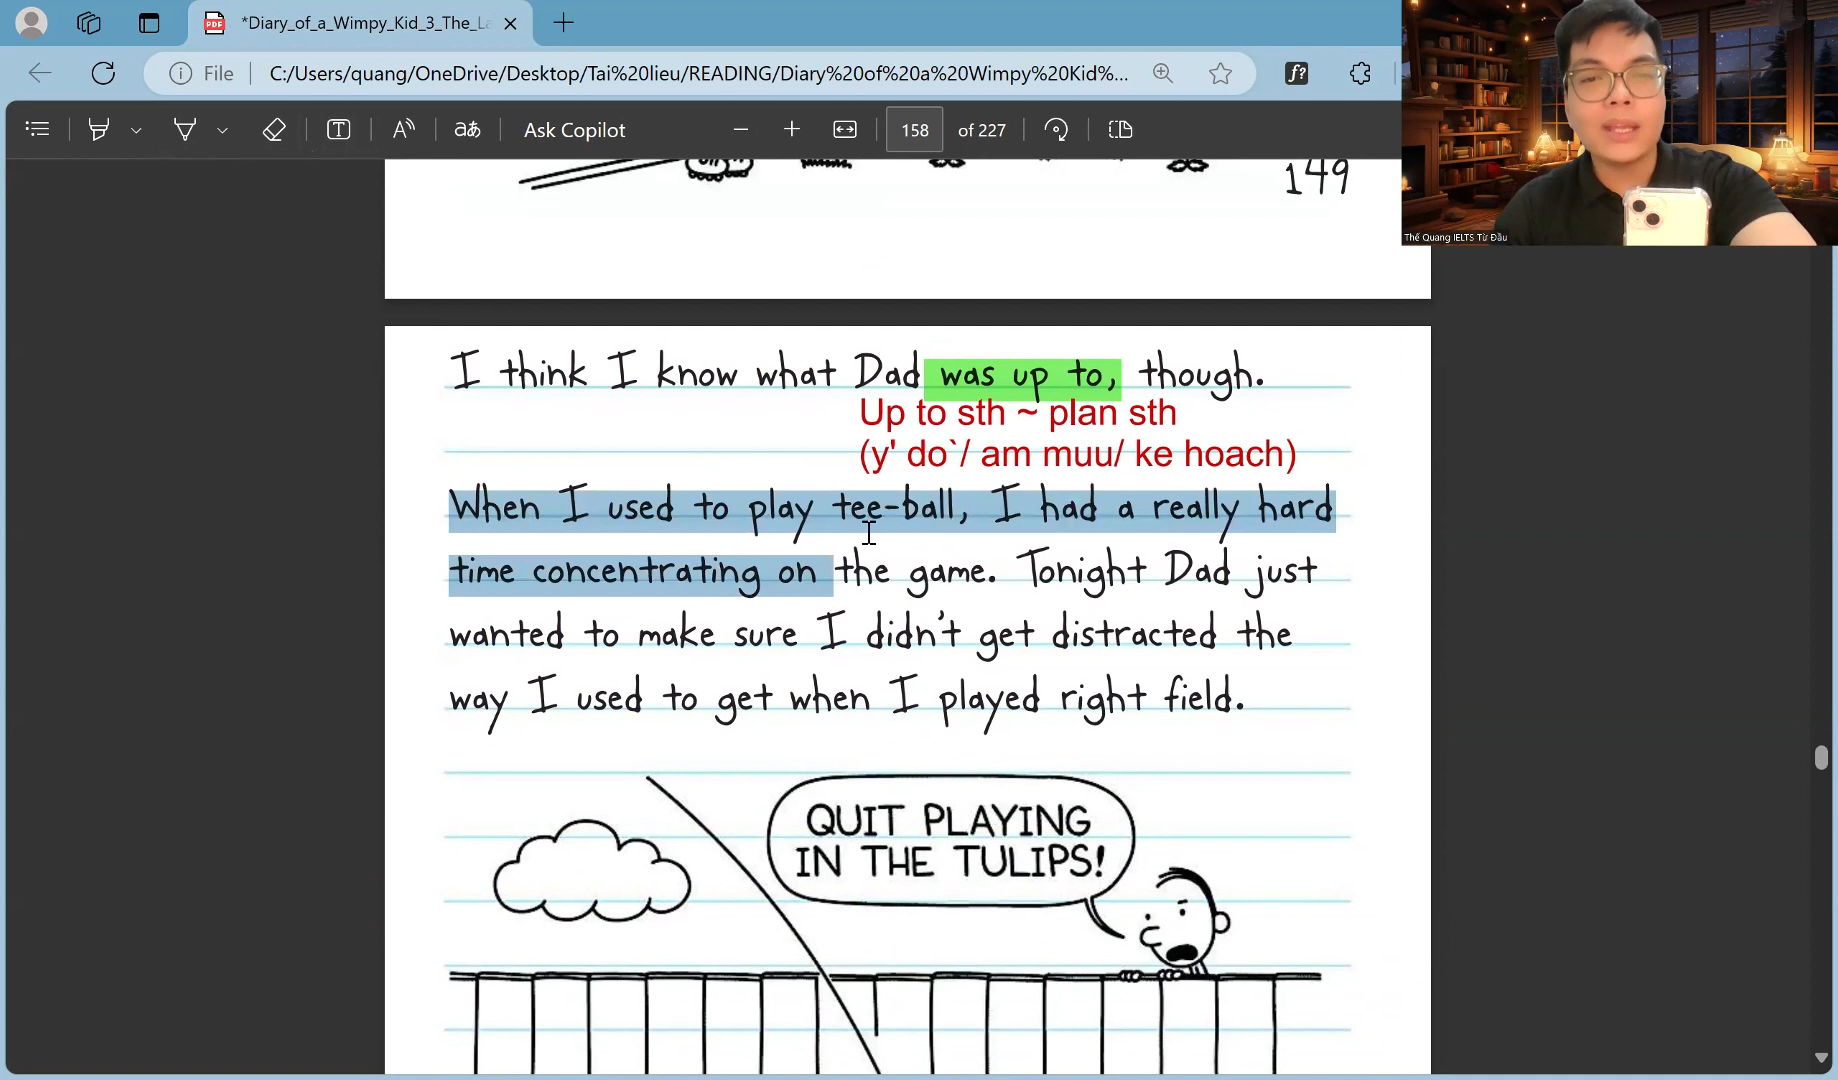 *Diary_of_a_Wimpy_Kid_3_The_La
File
C:/Users/quang/OneDrive/Desktop/Tai%20lieu/READING/Diary%20of%20a%20Wimpy%20Kid%...
Ask Copilot
158 of 227
149
Thế Quang IELTS Từ Đầu
I think I know what Dad was up to, though.
Up to sth ~ plan sth
(y' do`/ am muu/ ke hoach)
When I used to play tee-ball, I had a really hard
time concentrating on the game. Tonight Dad just
wanted to make sure I didn't get distracted the
way I used to get when I played right field.
QUIT PLAYING
IN THE TULIPS!